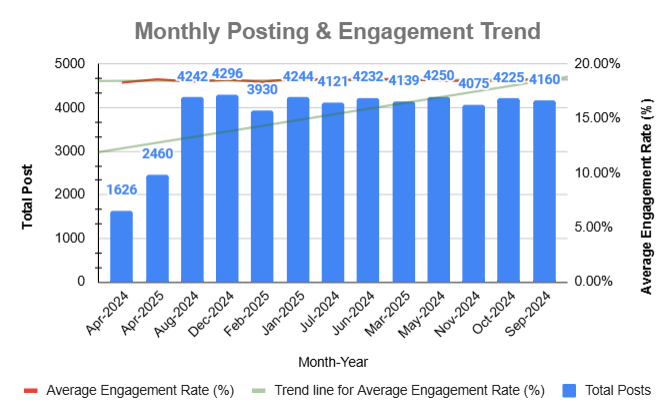 Monthly Posting & Engagement Trend
Total Post
5000
4000
3000
2000
1000
0
1626
2460
4242
4296
3930
4244
4121
4232
4139
4250
4075
4225
4160
20.00%
15.00%
10.00%
5.00%
0.00%
Average Engagement Rate (%)
Apr-2024
Apr-2025
Aug-2024
Dec-2024
Feb-2025
Jan-2025
Jul-2024
Jun-2024
Mar-2025
May-2024
Nov-2024
Oct-2024
Sep-2024
Month-Year
Average Engagement Rate (%) Trend line for Average Engagement Rate (%) Total Posts